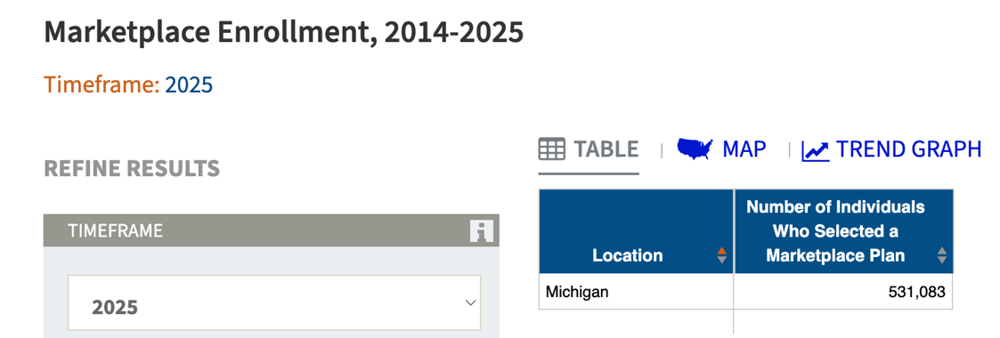 Marketplace Enrollment, 2014-2025
Timeframe: 2025
REFINE RESULTS
TIMEFRAME
2025
TABLE | MAP | TREND GRAPH
Number of Individuals
Who Selected a
Location Marketplace Plan
Michigan 531,083